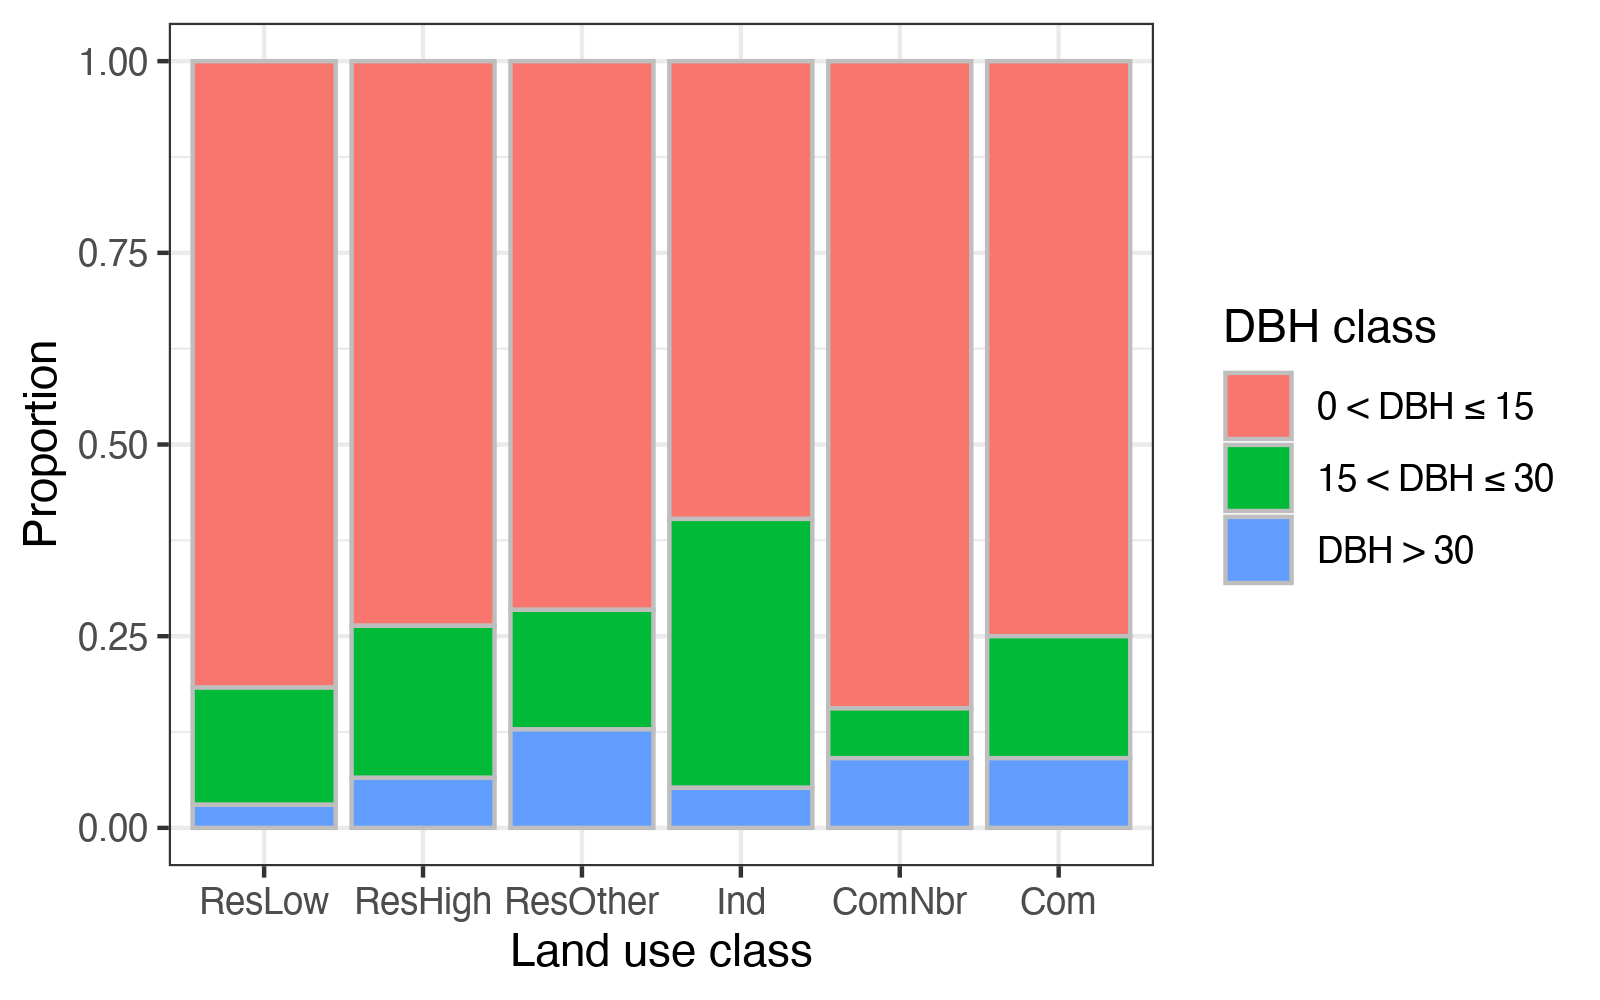 1.00
0.75
0.50
0.25
0.00
Proportion
ResLow ResHigh ResOther Ind ComNbr Com
Land use class
DBH class
0 < DBH ≤ 15
15 < DBH ≤ 30
DBH > 30